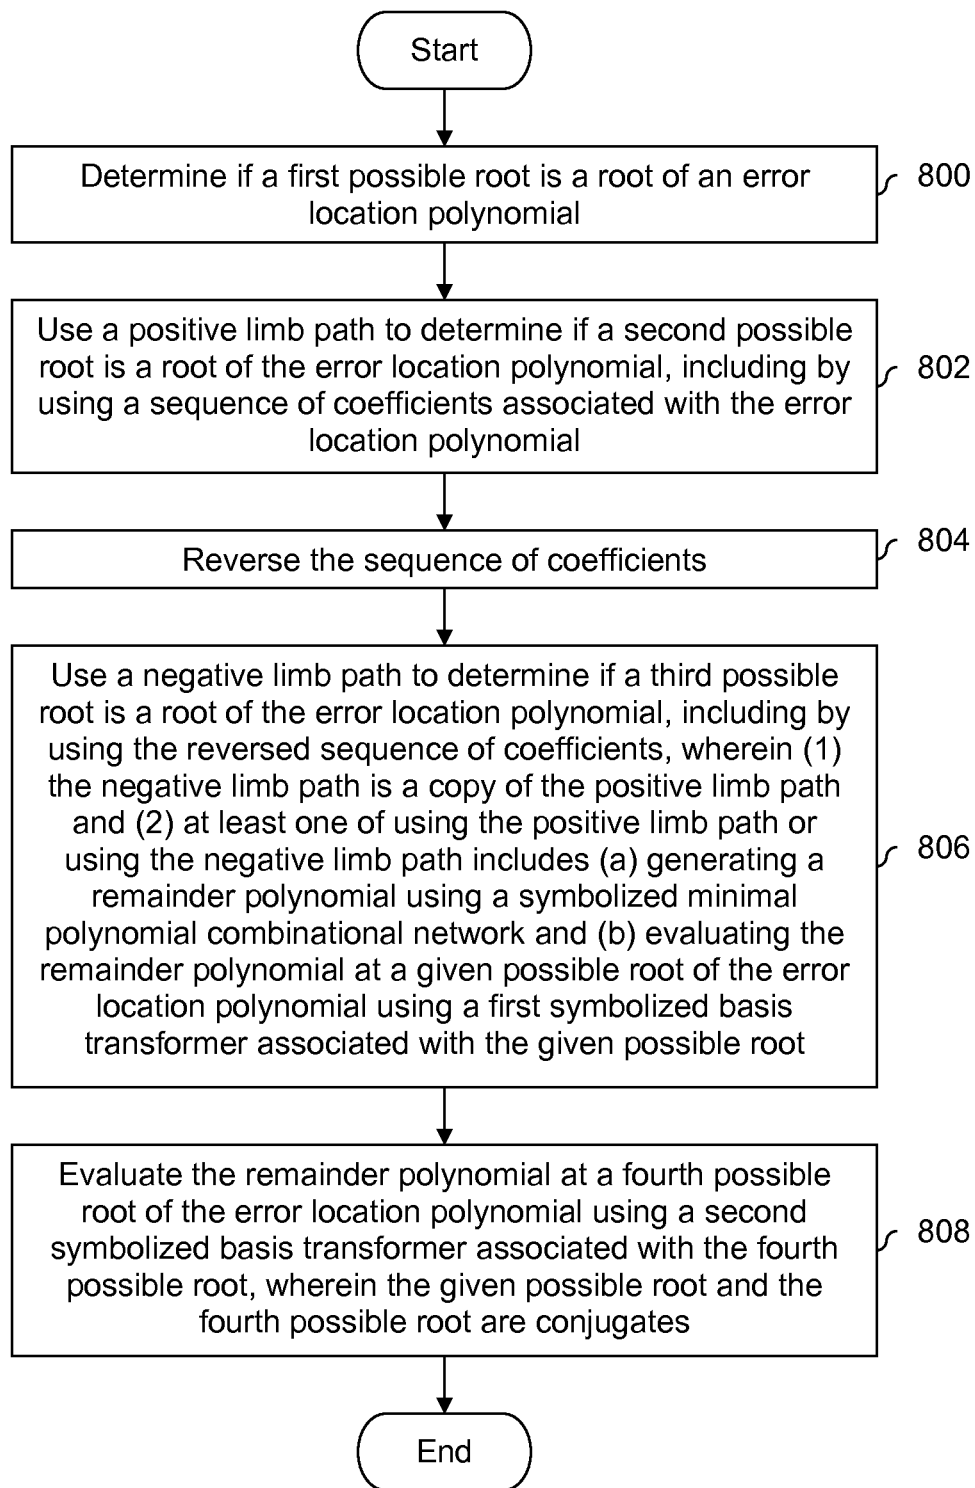 Start
Determine if a first possible root is a root of an error
location polynomial
800
Use a positive limb path to determine if a second possible
root is a root of the error location polynomial, including by
using a sequence of coefficients associated with the error
location polynomial
802
Reverse the sequence of coefficients
804
Use a negative limb path to determine if a third possible
root is a root of the error location polynomial, including by
using the reversed sequence of coefficients, wherein (1)
the negative limb path is a copy of the positive limb path
and (2) at least one of using the positive limb path or
using the negative limb path includes (a) generating a
remainder polynomial using a symbolized minimal
polynomial combinational network and (b) evaluating the
remainder polynomial at a given possible root of the error
location polynomial using a first symbolized basis
transformer associated with the given possible root
806
Evaluate the remainder polynomial at a fourth possible
root of the error location polynomial using a second
symbolized basis transformer associated with the fourth
possible root, wherein the given possible root and the
fourth possible root are conjugates
808
End